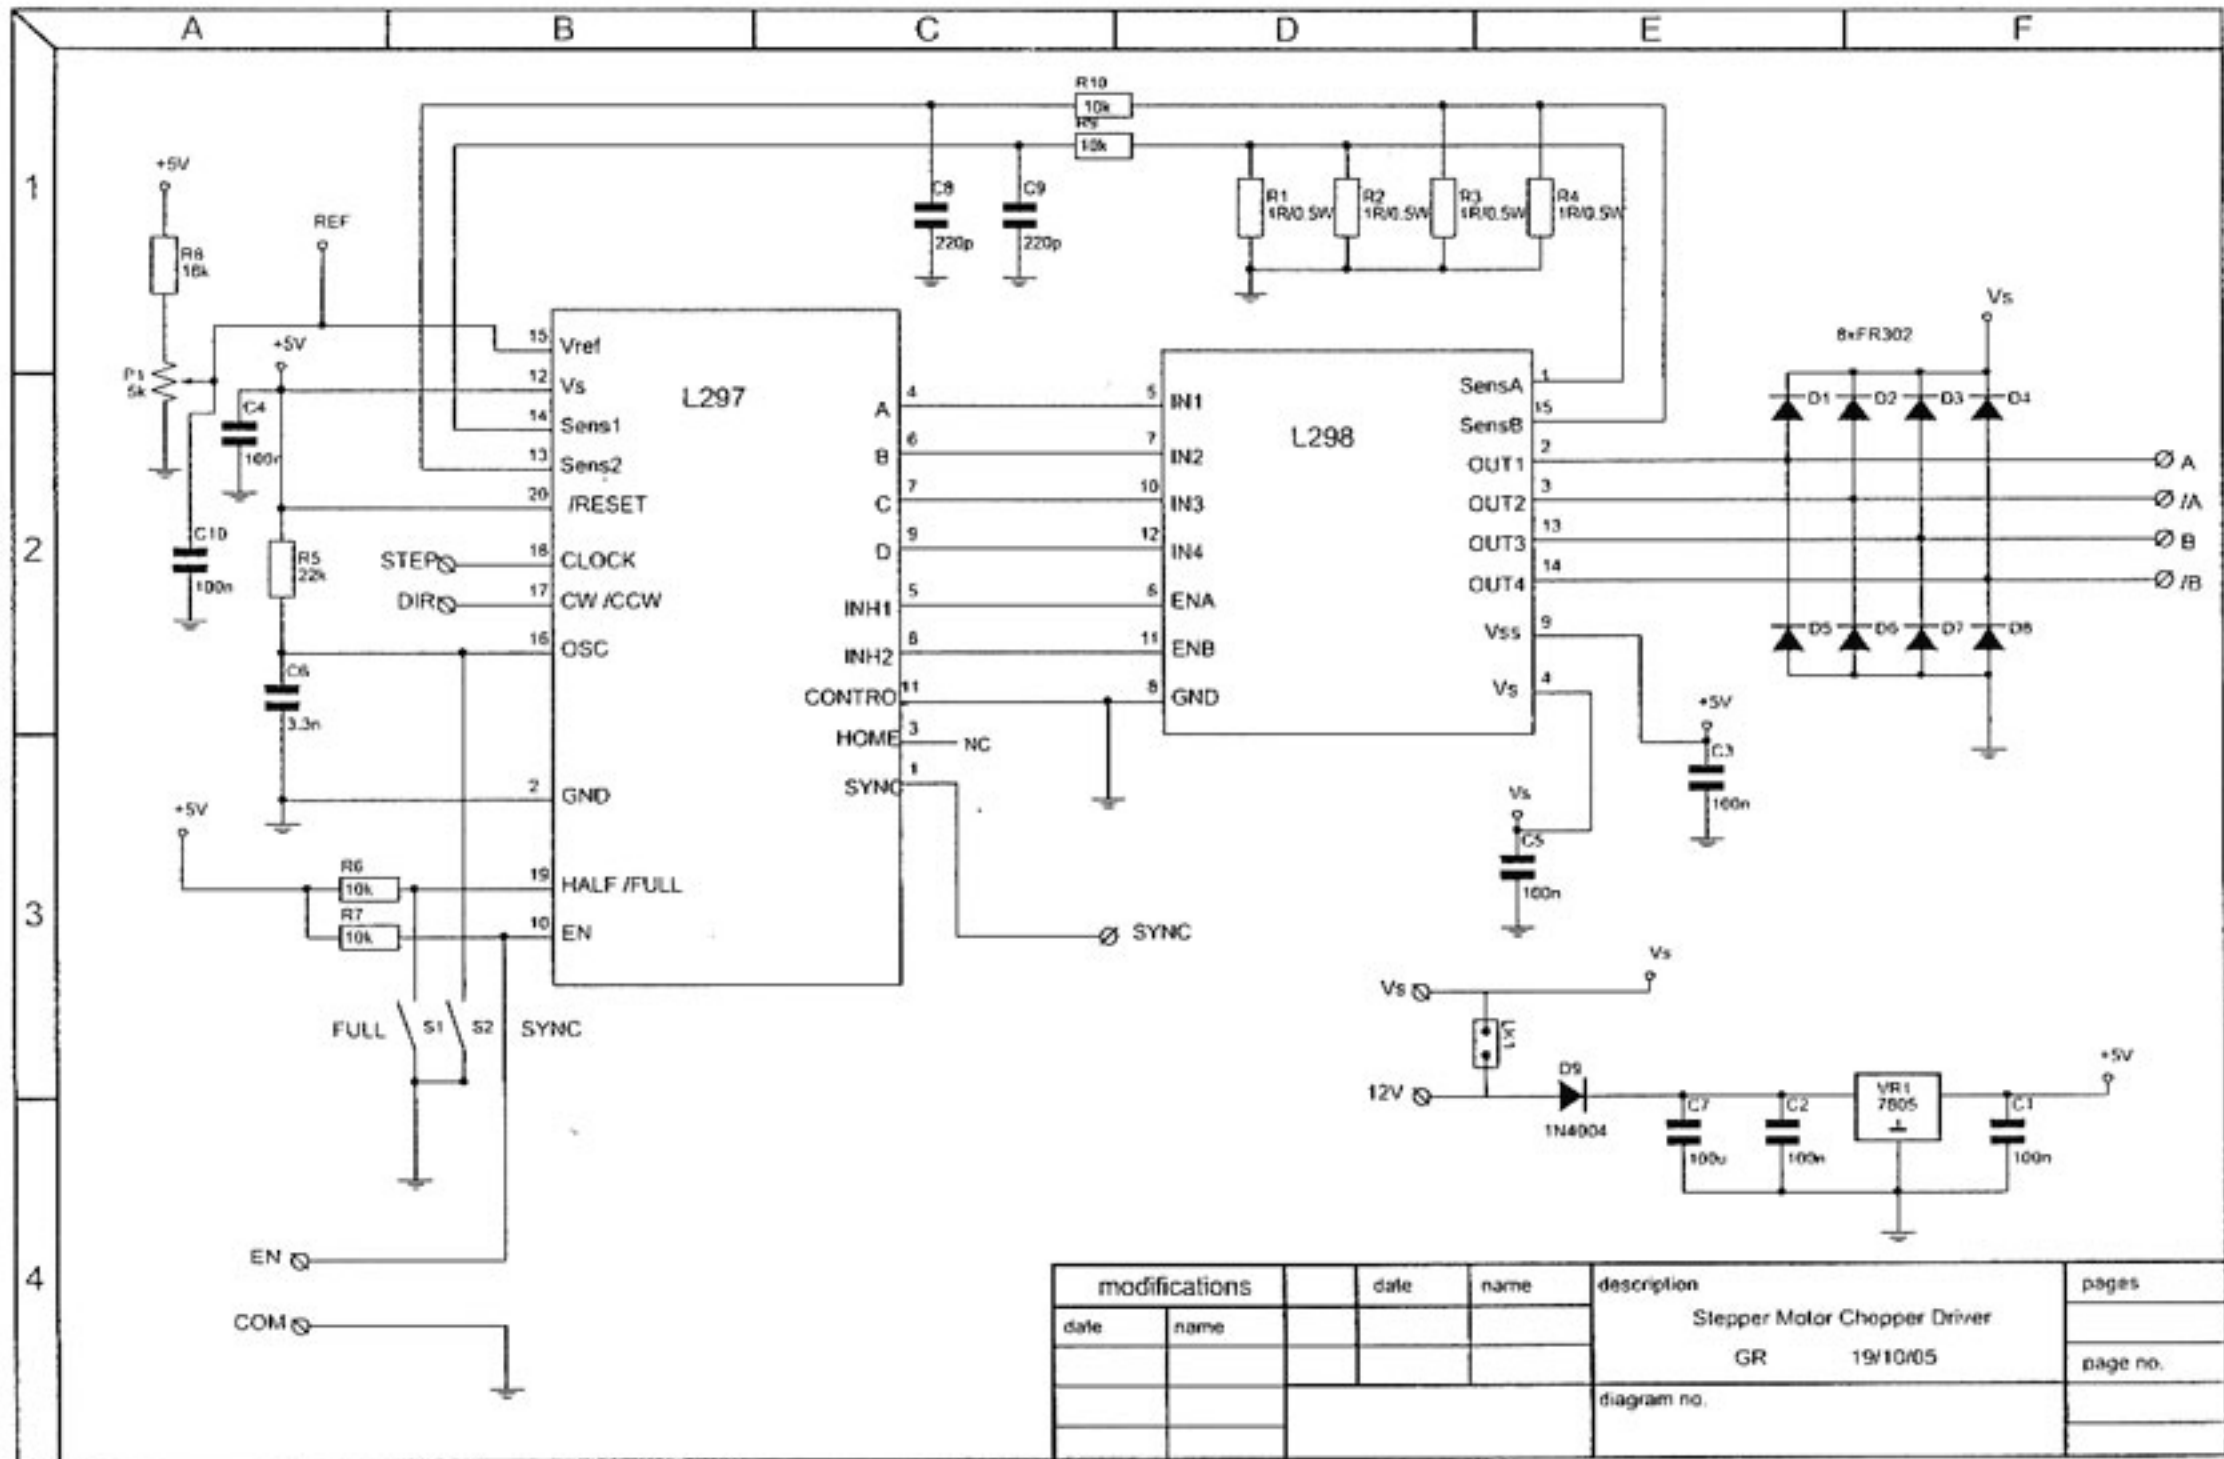 A B C D E F
1
2
3
4
R10
10k
R9
10k
+5V
REF
R8
16k
P1
5k
+5V
C4
100n
C10
100n
R5
22k
C6
3.3n
C8
220p
C9
220p
R1
1R/0.5W
R2
1R/0.5W
R3
1R/0.5W
R4
1R/0.5W
L297
15 Vref
12 Vs
14 Sens1
13 Sens2
20 /RESET
STEP 18 CLOCK
DIR 17 CW /CCW
16 OSC
2 GND
19 HALF /FULL
10 EN
A 4
B 6
C 7
D 9
INH1 5
INH2 8
CONTRO 11
HOME 3 NC
SYNC 1
SYNC
L298
5 IN1
7 IN2
10 IN3
12 IN4
6 ENA
11 ENB
8 GND
SensA 1
SensB 15
OUT1 2
OUT2 3
OUT3 13
OUT4 14
Vss 9
Vs 4
Vs
8xFR302
D1 D2 D3 D4
A
/A
B
/B
D5 D6 D7 D8
+5V
C3
100n
Vs
C5
100n
+5V
R6
10k
R7
10k
FULL S1 S2 SYNC
EN
COM
Vs
Vs
LK1
12V
D9
1N4004
C7
100u
C2
100n
VR1
7805
C1
100n
+5V
modifications date name description pages
date name
Stepper Motor Chopper Driver
GR 19/10/05
page no.
diagram no.